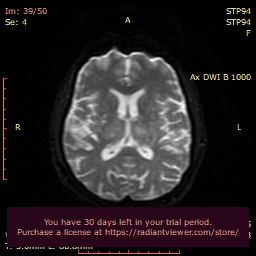 Im: 39/50
Se: 4
A
STP94
STP94
F
Ax DWI B 1000
R
L
You have 30 days left in your trial period.
Purchase a license at https://radiantviewer.com/store/